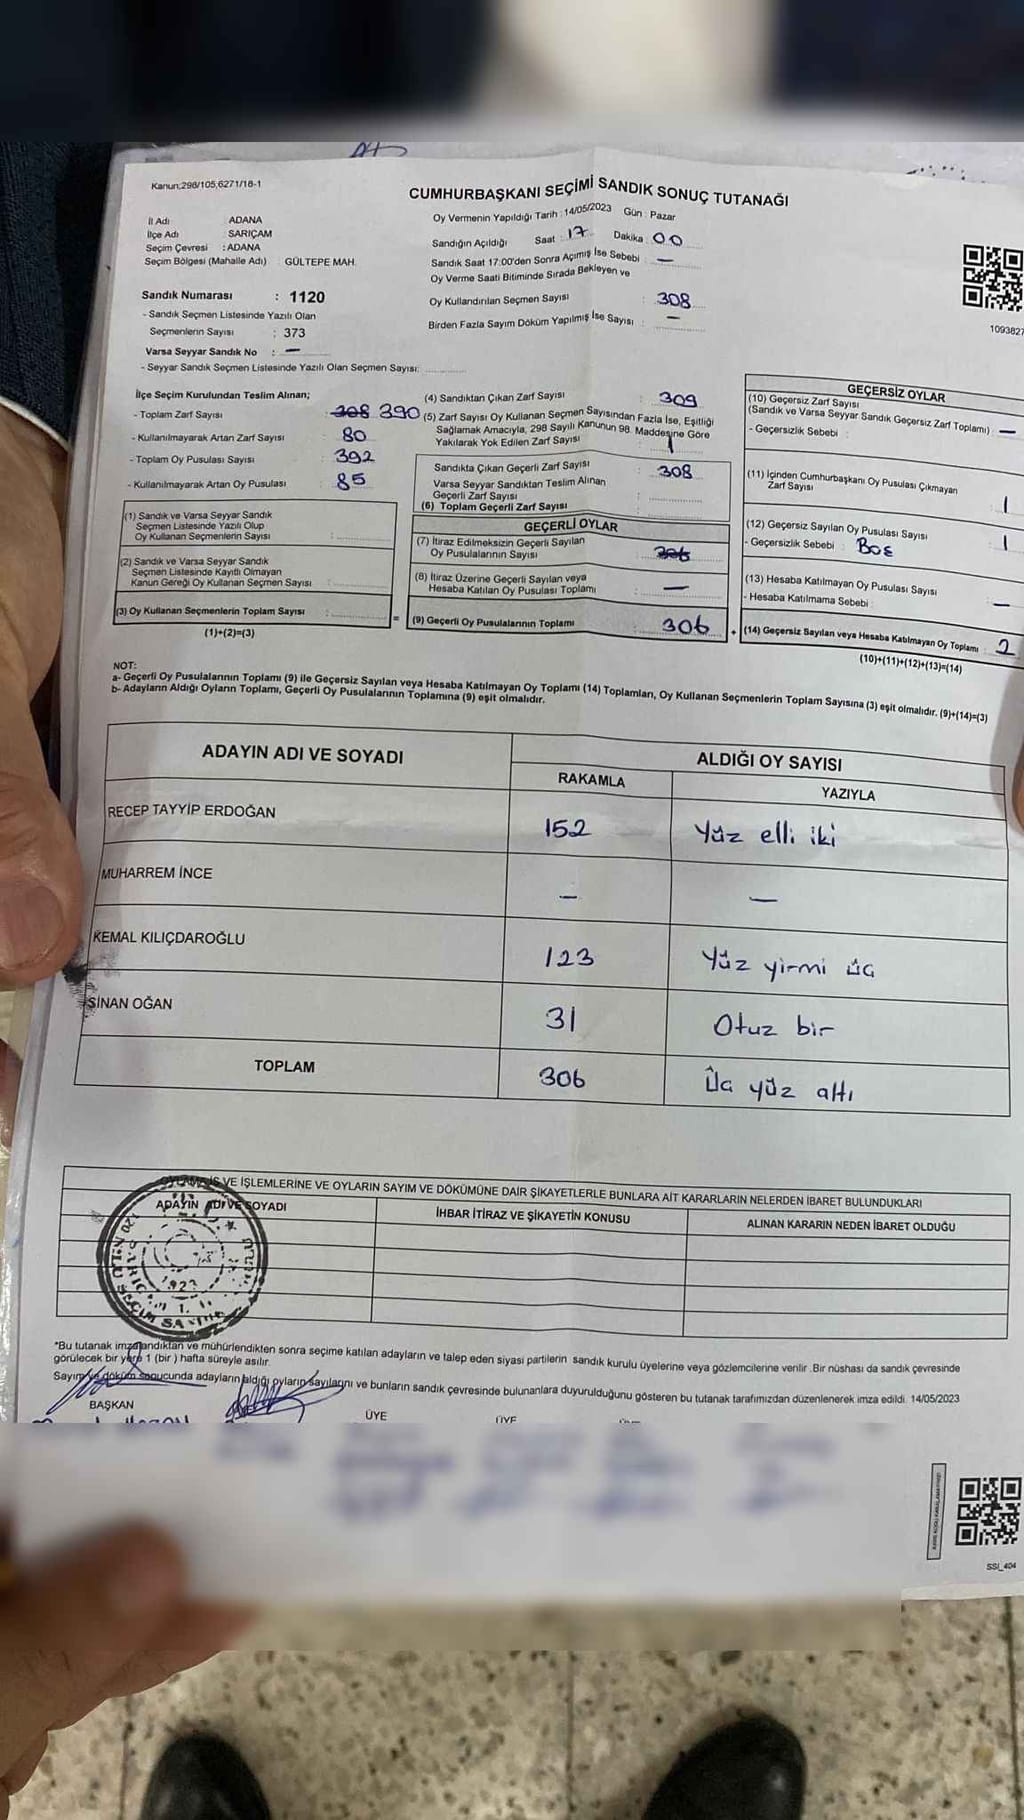 Kanun;298/105,6271/16-1
CUMHURBAŞKANI SEÇİMİ SANDIK SONUÇ TUTANAĞI
İl Adı ADANA
İlçe Adı : SARIÇAM
Seçim Çevresi : ADANA
Seçim Bölgesi (Mahalle Adı) GÜLTEPE MAH.
Sandık Numarası : 1120
- Sandık Seçmen Listesinde Yazılı Olan
Seçmenlerin Sayısı : 373
Varsa Seyyar Sandık No : —
- Seyyar Sandık Seçmen Listesinde Yazılı Olan Seçmen Sayısı:
Oy Vermenin Yapıldığı Tarih : 14/05/2023 Gün : Pazar
Sandığın Açıldığı Saat : 17 Dakika : 00
Sandık Saat 17:00'den Sonra Açımış İse Sebebi : —
Oy Verme Saati Bitiminde Sırada Bekleyen ve
Oy Kullandırılan Seçmen Sayısı : 308
Birden Fazla Sayım Döküm Yapılmış İse Sayısı : —
1093827
İlçe Seçim Kurulundan Teslim Alınan;
- Toplam Zarf Sayısı : 308 390
- Kullanılmayarak Artan Zarf Sayısı : 80
- Toplam Oy Pusulası Sayısı : 392
- Kullanılmayarak Artan Oy Pusulası : 85
(1) Sandık ve Varsa Seyyar Sandık
Seçmen Listesinde Yazılı Olup
Oy Kullanan Seçmenlerin Sayısı :
(2) Sandık ve Varsa Seyyar Sandık
Seçmen Listesinde Kayıtlı Olmayan
Kanun Gereği Oy Kullanan Seçmen Sayısı :
(3) Oy Kullanan Seçmenlerin Toplam Sayısı :
(1)+(2)=(3)
(4) Sandıktan Çıkan Zarf Sayısı : 309
(5) Zarf Sayısı Oy Kullanan Seçmen Sayısından Fazla İse, Eşitliği
Sağlamak Amacıyla, 298 Sayılı Kanunun 98. Maddesine Göre
Yakılarak Yok Edilen Zarf Sayısı : 1
Sandıkta Çıkan Geçerli Zarf Sayısı : 308
Varsa Seyyar Sandıktan Teslim Alınan
Geçerli Zarf Sayısı :
(6) Toplam Geçerli Zarf Sayısı :
GEÇERLİ OYLAR
(7) İtiraz Edilmeksizin Geçerli Sayılan
Oy Pusulalarının Sayısı : 306
(8) İtiraz Üzerine Geçerli Sayılan veya
Hesaba Katılan Oy Pusulası Toplamı : —
= (9) Geçerli Oy Pusulalarının Toplamı : 306
GEÇERSİZ OYLAR
(10) Geçersiz Zarf Sayısı
(Sandık ve Varsa Seyyar Sandık Geçersiz Zarf Toplamı) : —
- Geçersizlik Sebebi :
(11) İçinden Cumhurbaşkanı Oy Pusulası Çıkmayan
Zarf Sayısı 1
(12) Geçersiz Sayılan Oy Pusulası Sayısı 1
- Geçersizlik Sebebi : BOŞ
(13) Hesaba Katılmayan Oy Pusulası Sayısı —
- Hesaba Katılmama Sebebi :
+ (14) Geçersiz Sayılan veya Hesaba Katılmayan Oy Toplamı : 2
(10)+(11)+(12)+(13)=(14)
NOT:
a- Geçerli Oy Pusulalarının Toplamı (9) ile Geçersiz Sayılan veya Hesaba Katılmayan Oy Toplamı (14) Toplamları, Oy Kullanan Seçmenlerin Toplam Sayısına (3) eşit olmalıdır. (9)+(14)=(3)
b- Adayların Aldığı Oyların Toplamı, Geçerli Oy Pusulalarının Toplamına (9) eşit olmalıdır.
ADAYIN ADI VE SOYADI ALDIĞI OY SAYISI
RAKAMLA YAZIYLA
RECEP TAYYİP ERDOĞAN 152 Yüz elli iki
MUHARREM İNCE — —
KEMAL KILIÇDAROĞLU 123 Yüz yirmi üç
SİNAN OĞAN 31 Otuz bir
TOPLAM 306 Üç yüz altı
OYLAMA İŞ VE İŞLEMLERİNE VE OYLARIN SAYIM VE DÖKÜMÜNE DAİR ŞİKAYETLERLE BUNLARA AİT KARARLARIN NELERDEN İBARET BULUNDUKLARI
ADAYIN ADI VE SOYADI İHBAR İTİRAZ VE ŞİKAYETİN KONUSU ALINAN KARARIN NEDEN İBARET OLDUĞU
*Bu tutanak imzalandıktan ve mühürlendikten sonra seçime katılan adayların ve talep eden siyasi partilerin sandık kurulu üyelerine veya gözlemcilerine verilir .Bir nüshası da sandık çevresinde
görülecek bir yere 1 (bir ) hafta süreyle asılır.
Sayım ve döküm sonucunda adayların aldığı oyların sayılarını ve bunların sandık çevresinde bulunanlara duyurulduğunu gösteren bu tutanak tarafımızdan düzenlenerek imza edildi. 14/05/2023
BAŞKAN ÜYE ÜYE
SSİ_404